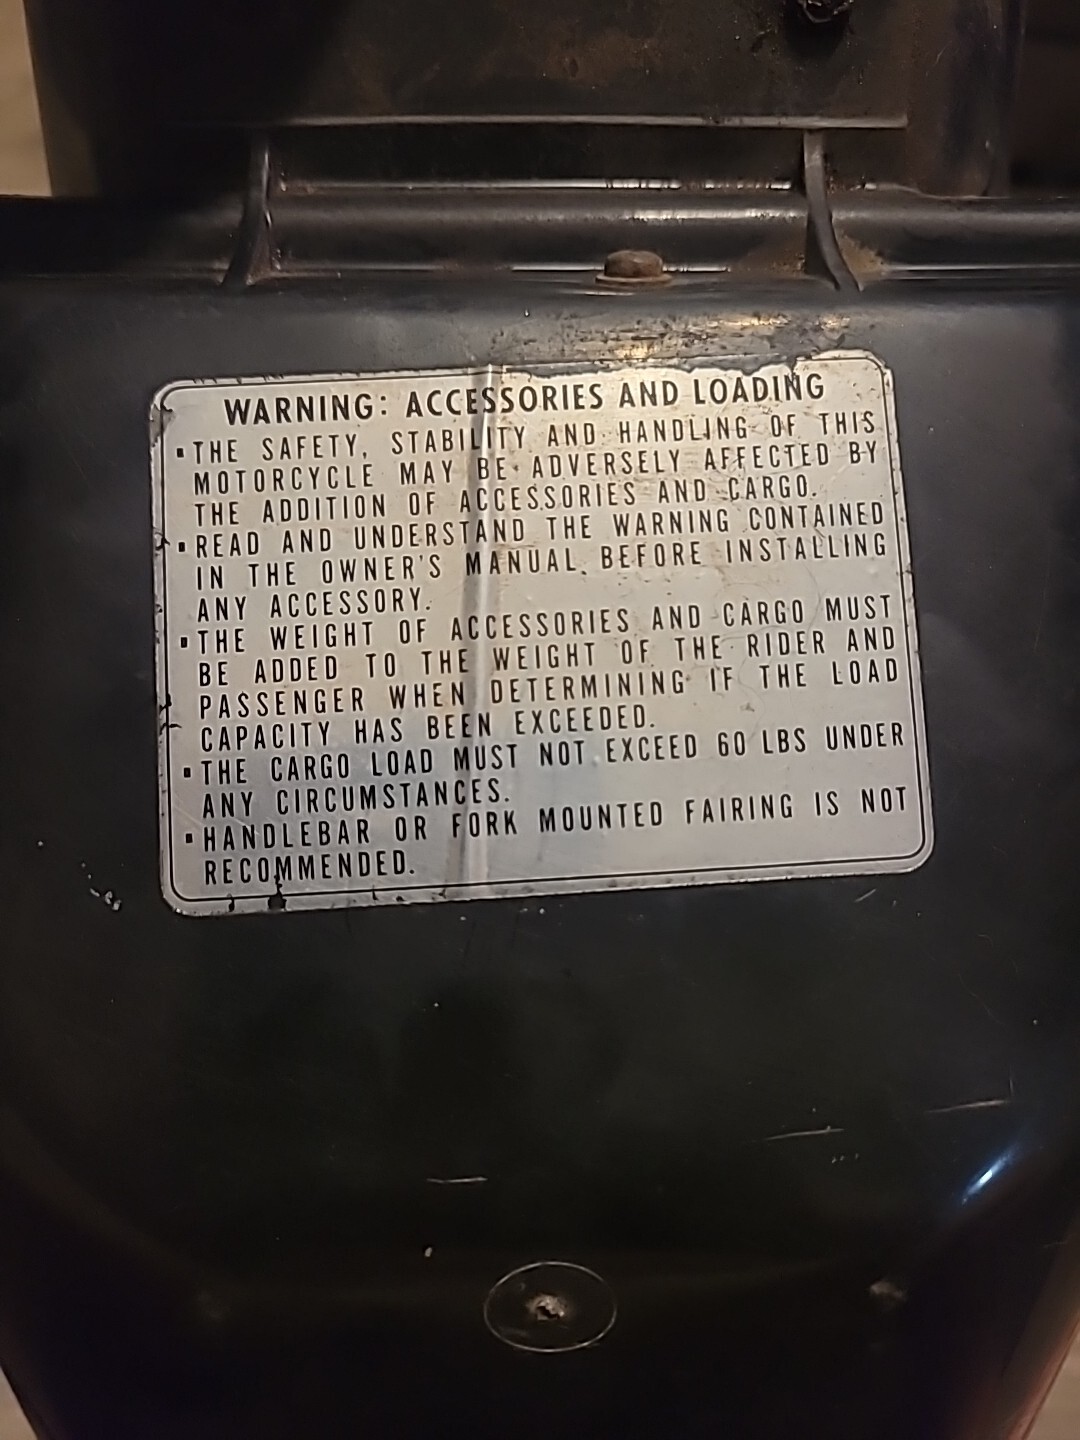 WARNING: ACCESSORIES AND LOADING
▪ THE SAFETY, STABILITY AND HANDLING OF THIS
MOTORCYCLE MAY BE ADVERSELY AFFECTED BY
THE ADDITION OF ACCESSORIES AND CARGO.
▪ READ AND UNDERSTAND THE WARNING CONTAINED
IN THE OWNER'S MANUAL BEFORE INSTALLING
ANY ACCESSORY.
▪ THE WEIGHT OF ACCESSORIES AND CARGO MUST
BE ADDED TO THE WEIGHT OF THE RIDER AND
PASSENGER WHEN DETERMINING IF THE LOAD
CAPACITY HAS BEEN EXCEEDED.
▪ THE CARGO LOAD MUST NOT EXCEED 60 LBS UNDER
ANY CIRCUMSTANCES.
▪ HANDLEBAR OR FORK MOUNTED FAIRING IS NOT
RECOMMENDED.